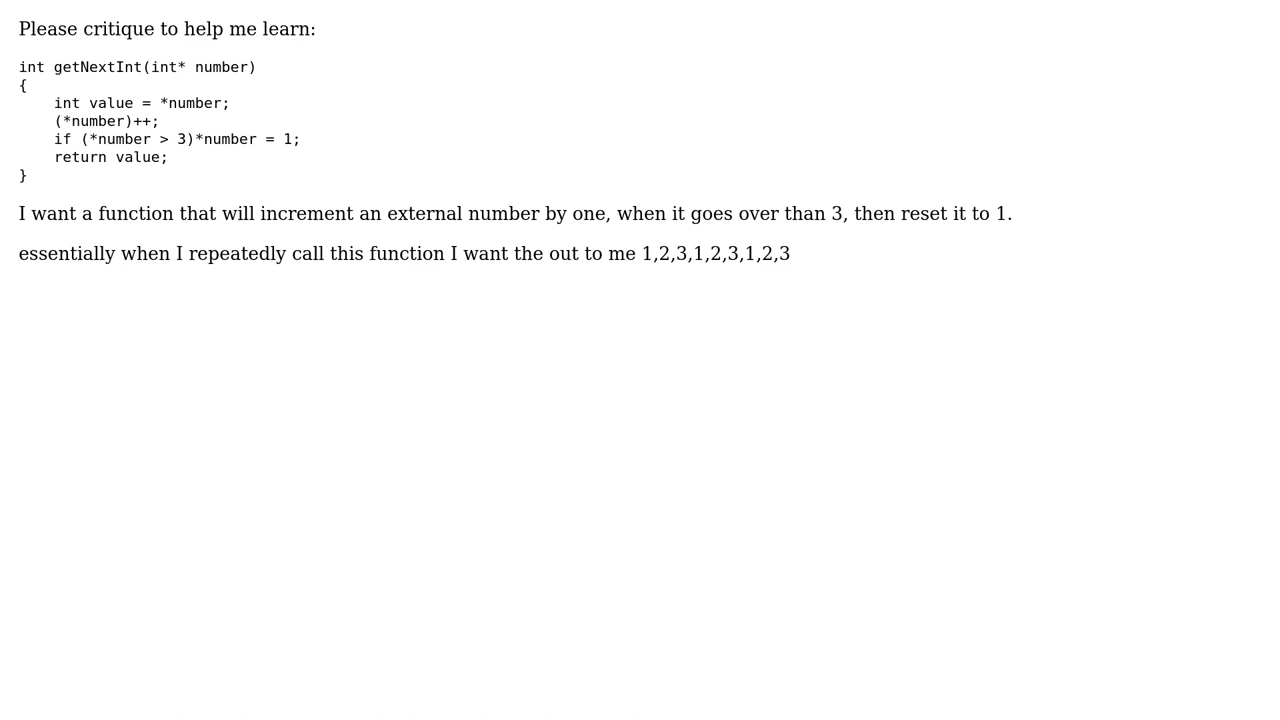 Please critique to help me learn:
int getNextInt(int* number)
{
    int value = *number;
    (*number)++;
    if (*number > 3)*number = 1;
    return value;
}
I want a function that will increment an external number by one, when it goes over than 3, then reset it to 1.
essentially when I repeatedly call this function I want the out to me 1,2,3,1,2,3,1,2,3